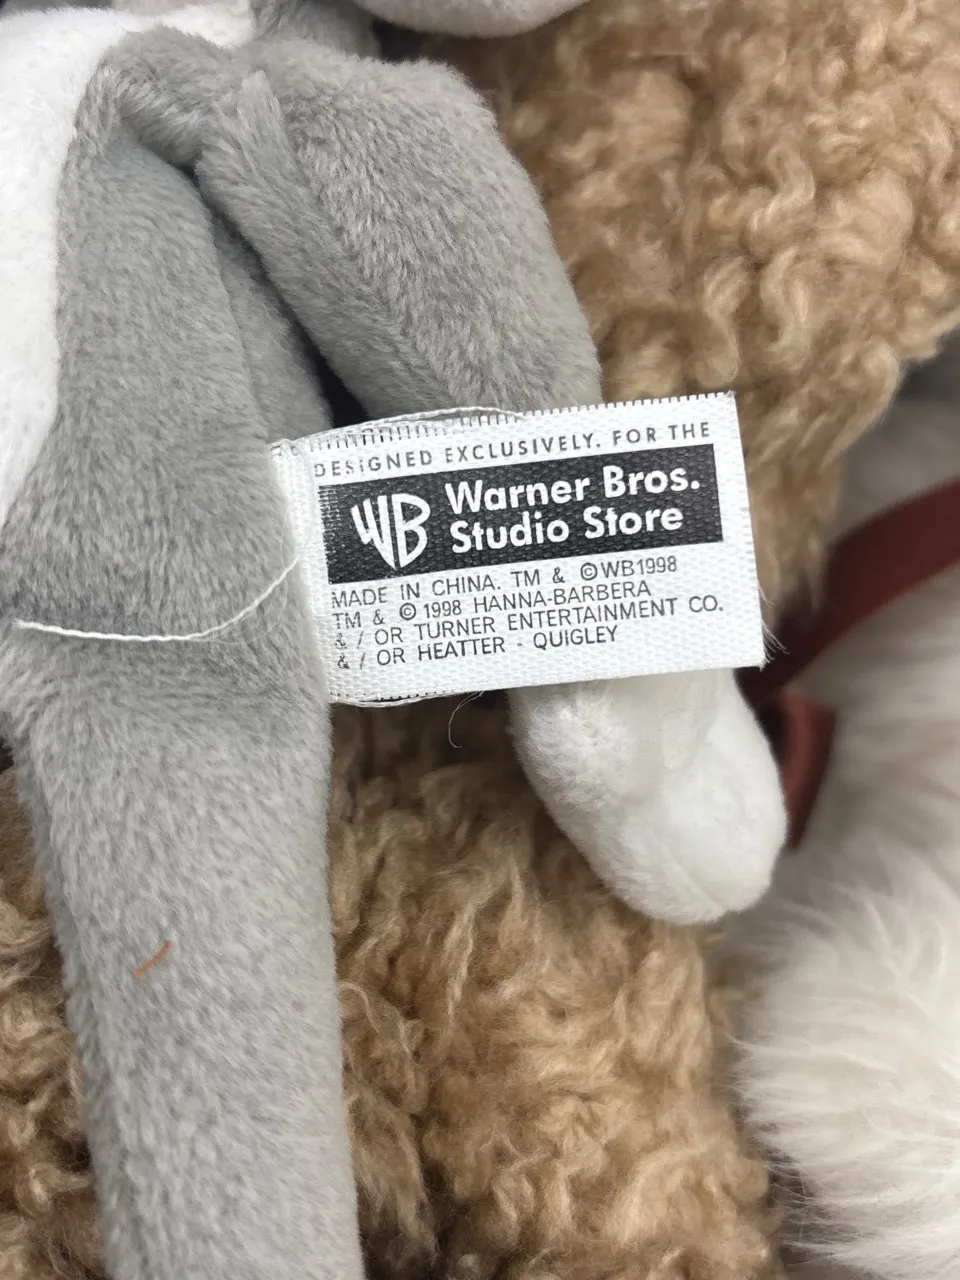 DESIGNED EXCLUSIVELY. FOR THE
WB Warner Bros.
Studio Store
MADE IN CHINA. TM & ©WB1998
TM & © 1998 HANNA-BARBERA
& / OR TURNER ENTERTAINMENT CO.
& / OR HEATTER - QUIGLEY